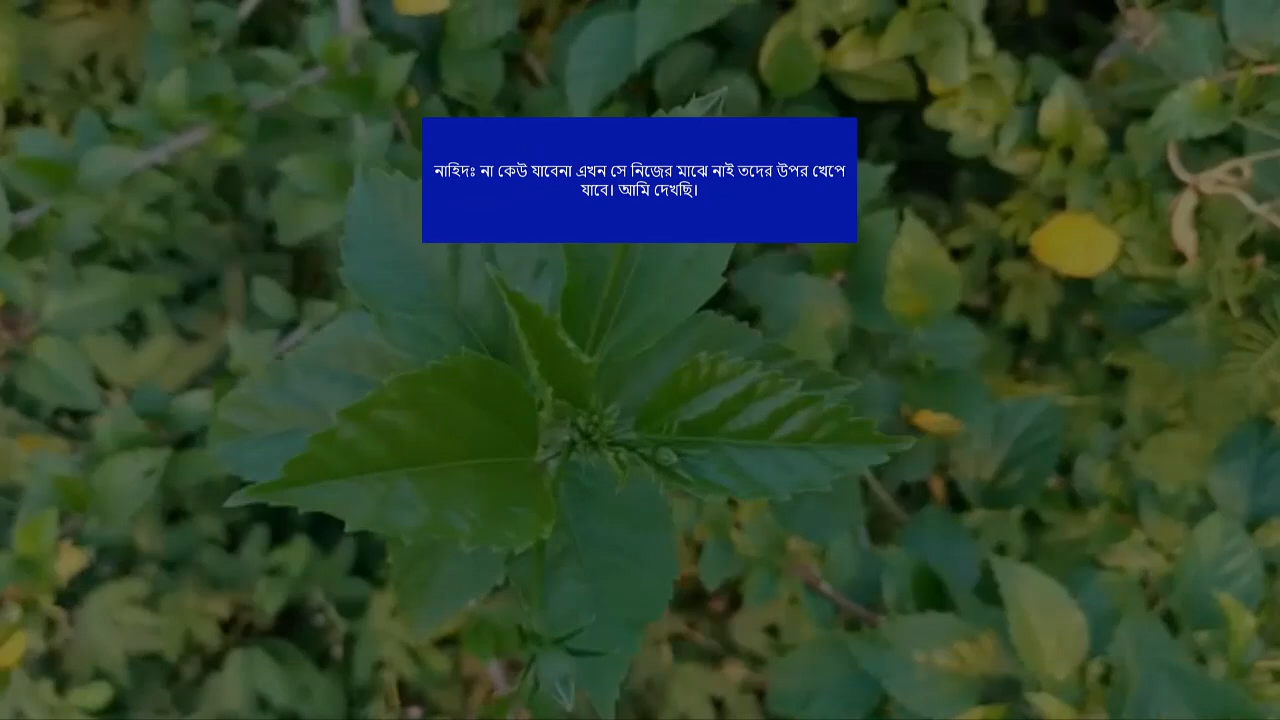 নাহিদঃ না কেউ যাবেনা এখন সে নিজের মাঝে নাই তদের উপর খেপে
যাবে। আমি দেখছি।